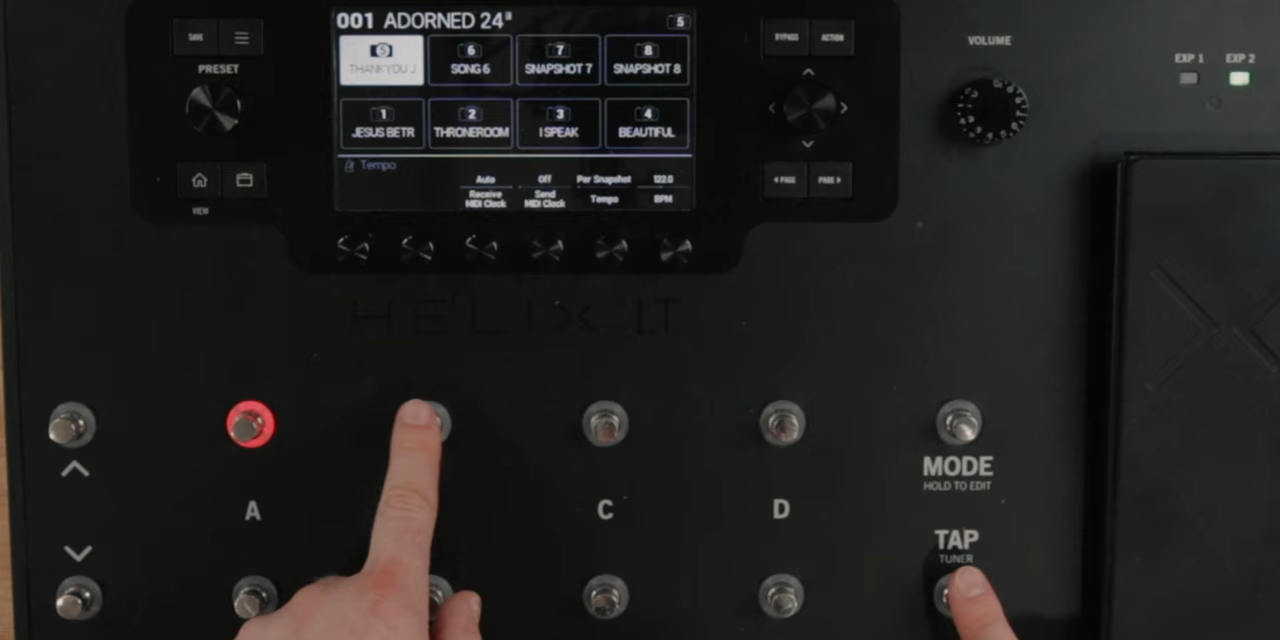 001 ADORNED 24" 5
SAVE
PRESET
5 6 7 8
THANK YOU J SONG 6 SNAPSHOT 7 SNAPSHOT 8
1 2 3 4
JESUS BETR THRONEROOM I SPEAK BEAUTIFUL
Tempo
Auto Off Per Snapshot 122.0
Receive MIDI Clock Send MIDI Clock Tempo BPM
VIEW
BYPASS ACTION
PAGE PAGE
VOLUME
EXP 1 EXP 2
HELIX LT
MODE
HOLD TO EDIT
A C D
TAP
TUNER